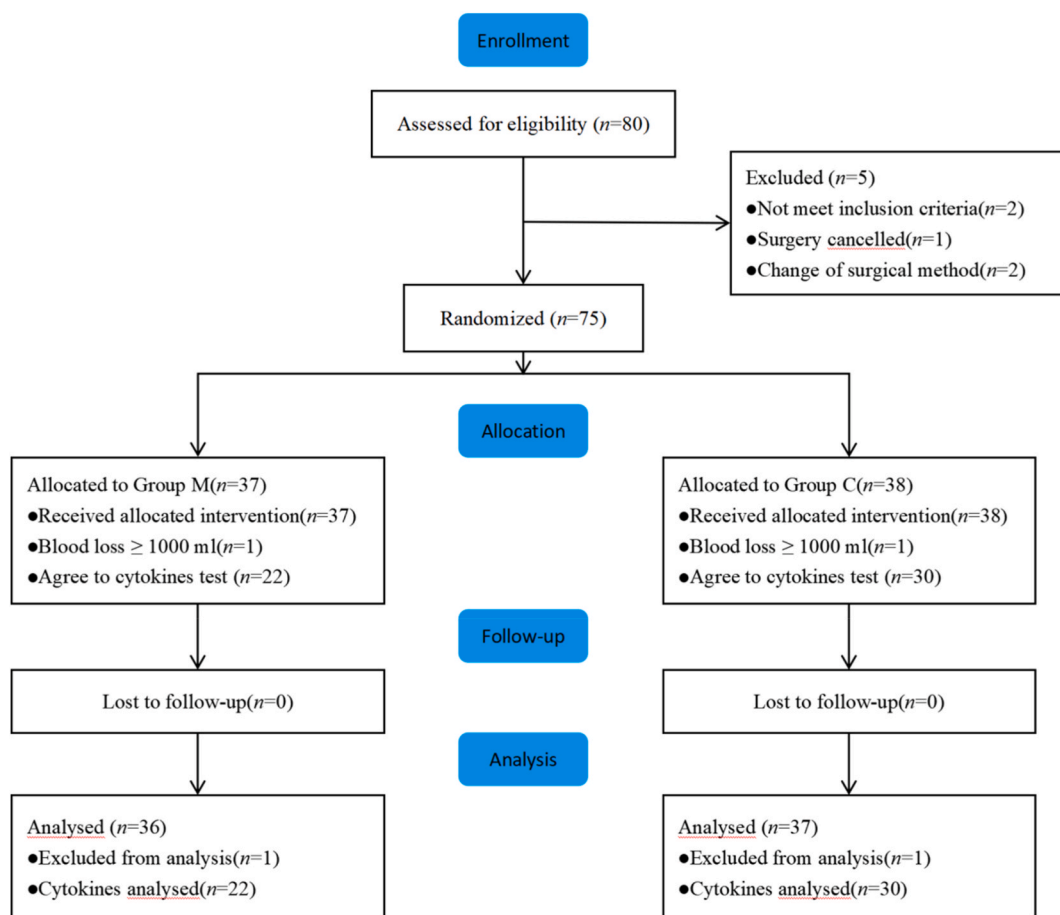 Enrollment
Assessed for eligibility (n=80)
Excluded (n=5)
●Not meet inclusion criteria(n=2)
●Surgery cancelled(n=1)
●Change of surgical method(n=2)
Randomized (n=75)
Allocation
Allocated to Group M(n=37)
●Received allocated intervention(n=37)
●Blood loss ≥ 1000 ml(n=1)
●Agree to cytokines test (n=22)
Allocated to Group C(n=38)
●Received allocated intervention(n=38)
●Blood loss ≥ 1000 ml(n=1)
●Agree to cytokines test (n=30)
Follow-up
Lost to follow-up(n=0)
Lost to follow-up(n=0)
Analysis
Analysed (n=36)
●Excluded from analysis(n=1)
●Cytokines analysed(n=22)
Analysed (n=37)
●Excluded from analysis(n=1)
●Cytokines analysed(n=30)